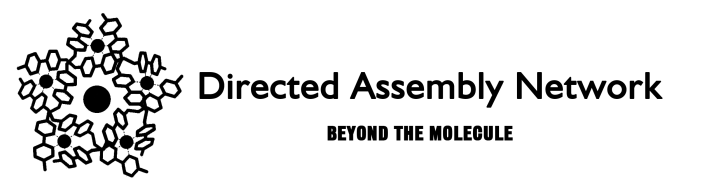 Directed Assembly Network
BEYOND THE MOLECULE